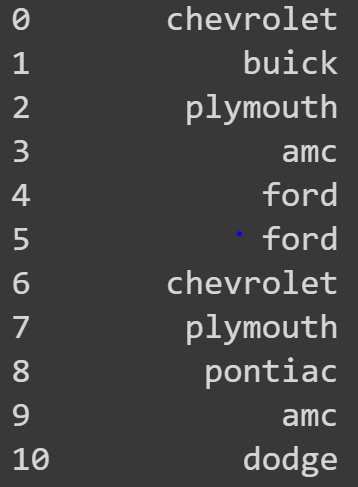 0 chevrolet
1 buick
2 plymouth
3 amc
4 ford
5 ford
6 chevrolet
7 plymouth
8 pontiac
9 amc
10 dodge